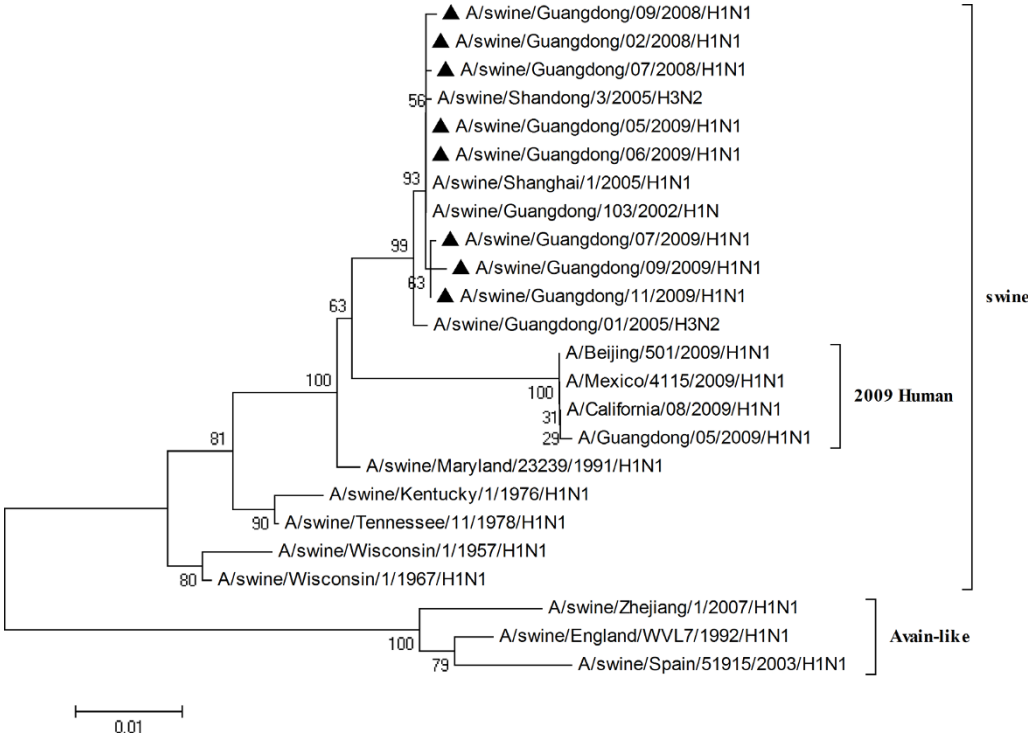 ▲ A/swine/Guangdong/09/2008/H1N1
▲ A/swine/Guangdong/02/2008/H1N1
▲ A/swine/Guangdong/07/2008/H1N1
56 A/swine/Shandong/3/2005/H3N2
▲ A/swine/Guangdong/05/2009/H1N1
▲ A/swine/Guangdong/06/2009/H1N1
93 A/swine/Shanghai/1/2005/H1N1
A/swine/Guangdong/103/2002/H1N
99 ▲ A/swine/Guangdong/07/2009/H1N1
▲ A/swine/Guangdong/09/2009/H1N1
63
▲ A/swine/Guangdong/11/2009/H1N1
swine
63
A/swine/Guangdong/01/2005/H3N2
A/Beijing/501/2009/H1N1
100 A/Mexico/4115/2009/H1N1
100
2009 Human
31 A/California/08/2009/H1N1
29 A/Guangdong/05/2009/H1N1
81
A/swine/Maryland/23239/1991/H1N1
A/swine/Kentucky/1/1976/H1N1
90 A/swine/Tennessee/11/1978/H1N1
A/swine/Wisconsin/1/1957/H1N1
80 A/swine/Wisconsin/1/1967/H1N1
A/swine/Zhejiang/1/2007/H1N1
100 A/swine/England/WVL7/1992/H1N1
Avain-like
79 A/swine/Spain/51915/2003/H1N1
0.01